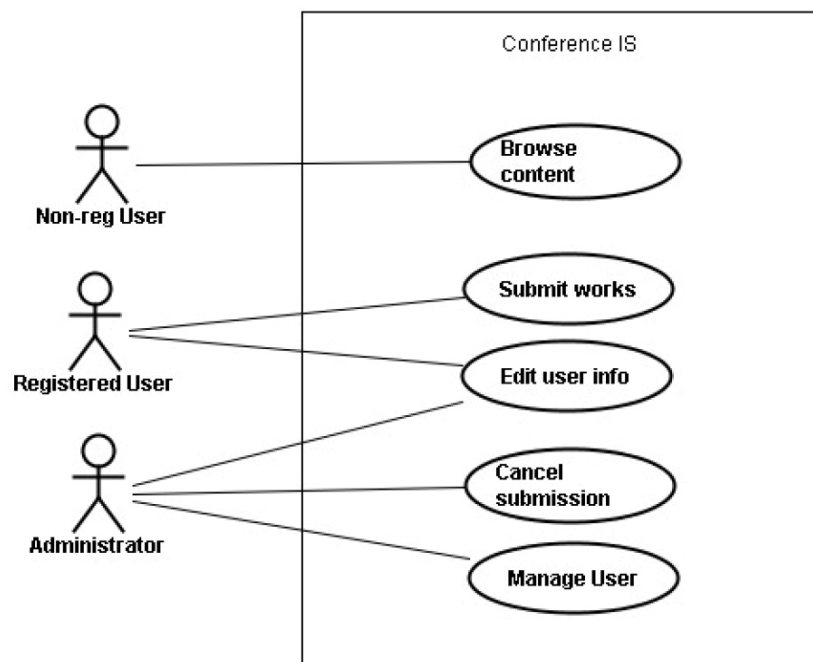 Conference IS
Browse
content
Non-reg User
Submit works
Registered User
Edit user info
Cancel
submission
Administrator
Manage User